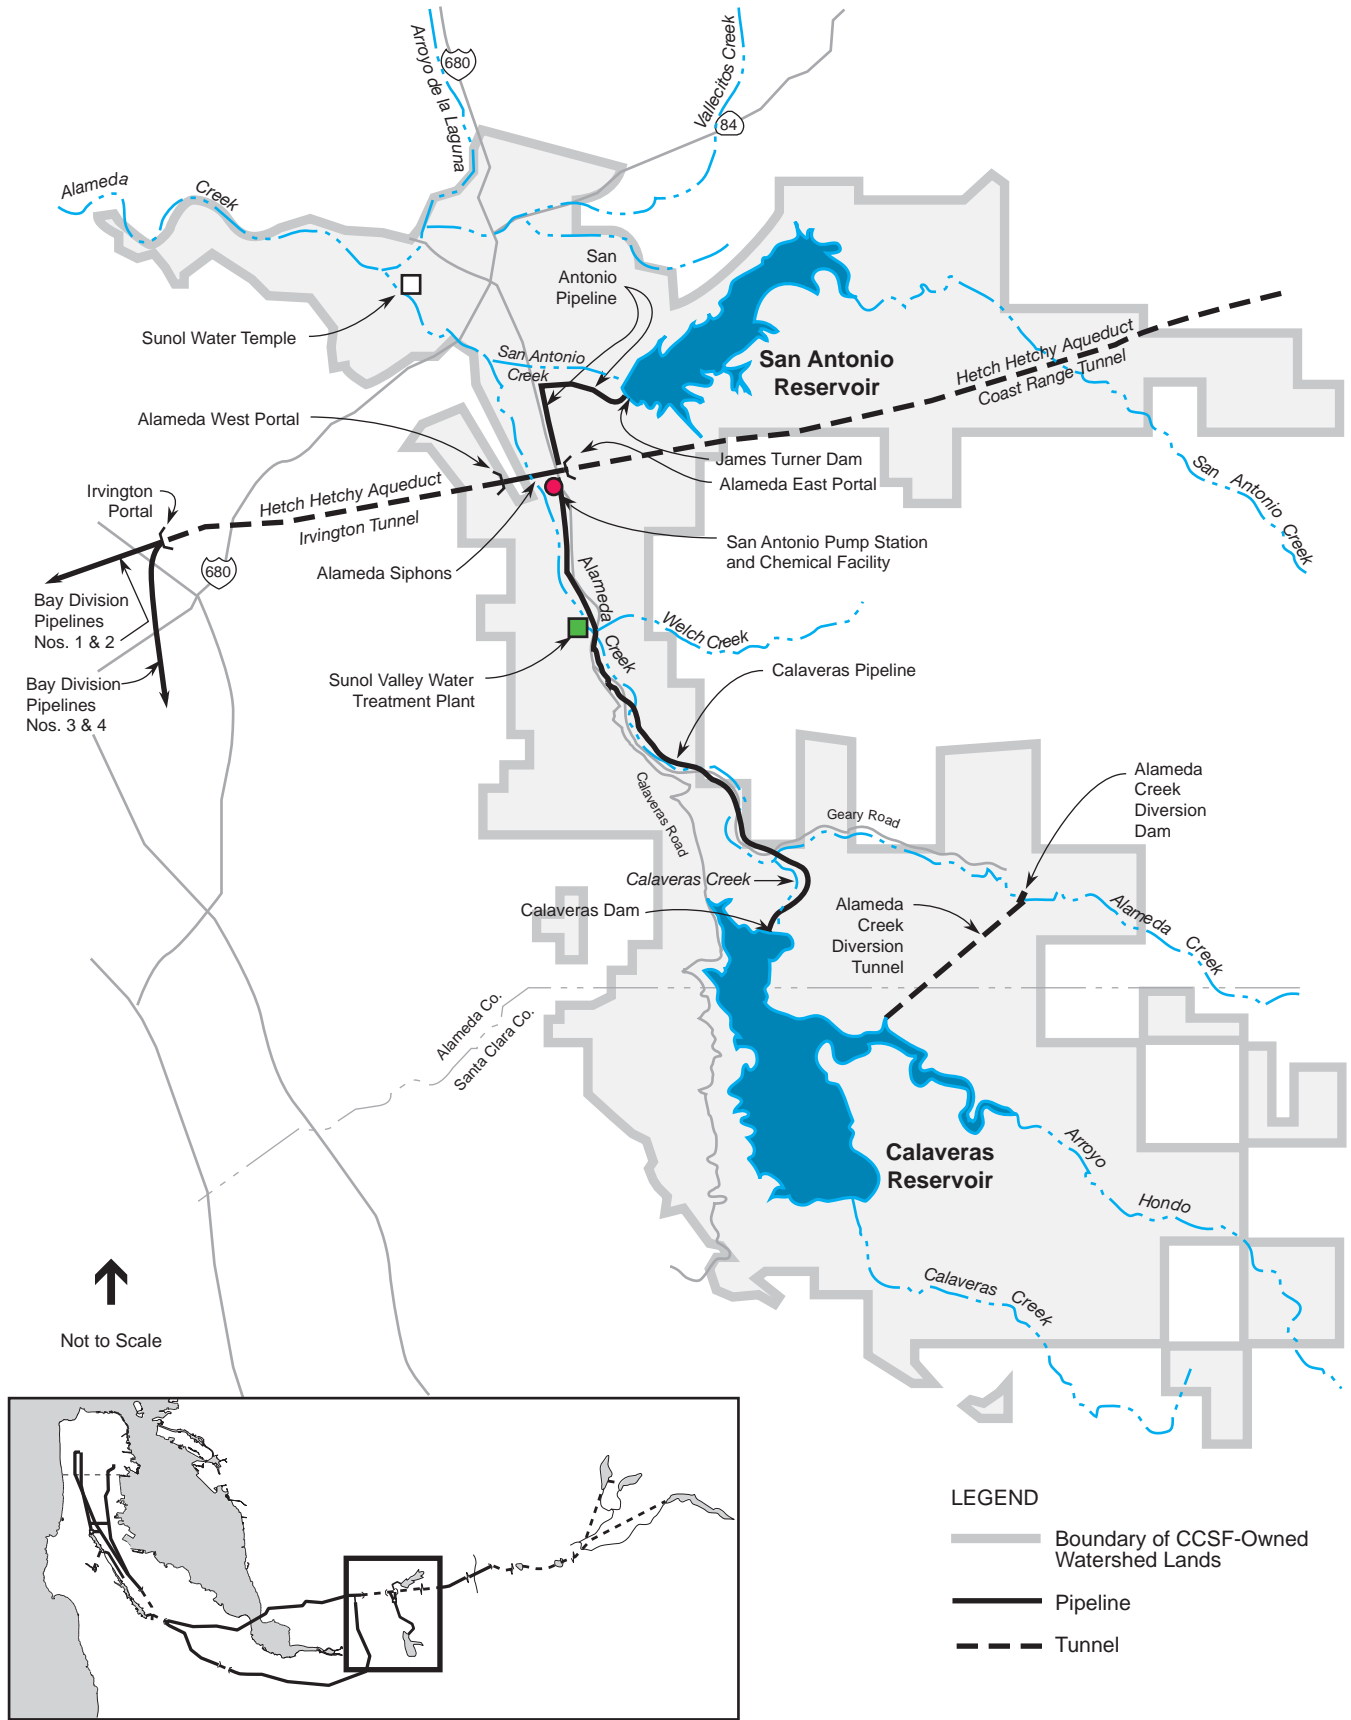 Arroyo de la Laguna
680
Vallecitos Creek
84
Alameda
Creek
San
Antonio
Pipeline
Sunol Water Temple
San Antonio
Creek
San Antonio
Reservoir
Hetch Hetchy Aqueduct
Coast Range Tunnel
Alameda West Portal
James Turner Dam
Alameda East Portal
San Antonio Creek
Irvington
Portal
Hetch Hetchy Aqueduct
Irvington Tunnel
San Antonio Pump Station
and Chemical Facility
680
Alameda Siphons
Bay Division
Pipelines
Nos. 1 & 2
Alameda
Creek
Welch Creek
Bay Division
Pipelines
Nos. 3 & 4
Sunol Valley Water
Treatment Plant
Calaveras Pipeline
Calaveras Road
Geary Road
Alameda
Creek
Diversion
Dam
Calaveras Creek
Calaveras Dam
Alameda
Creek
Diversion
Tunnel
Alameda Creek
Alameda Co.
Santa Clara Co.
Calaveras
Reservoir
Arroyo
Hondo
Calaveras Creek
Not to Scale
LEGEND
Boundary of CCSF-Owned
Watershed Lands
Pipeline
Tunnel